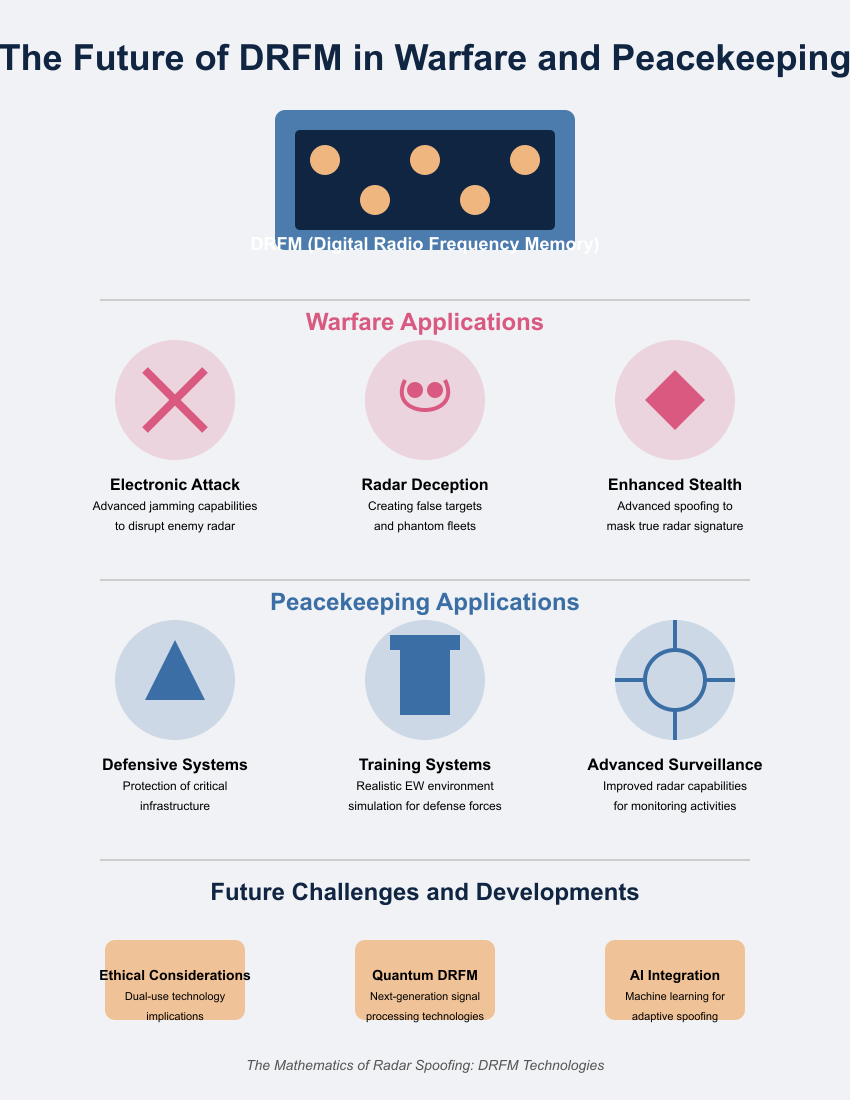 The Future of DRFM in Warfare and Peacekeeping
DRFM (Digital Radio Frequency Memory)
Warfare Applications
Electronic Attack
Advanced jamming capabilities
to disrupt enemy radar
Radar Deception
Creating false targets
and phantom fleets
Enhanced Stealth
Advanced spoofing to
mask true radar signature
Peacekeeping Applications
Defensive Systems
Protection of critical
infrastructure
Training Systems
Realistic EW environment
simulation for defense forces
Advanced Surveillance
Improved radar capabilities
for monitoring activities
Future Challenges and Developments
Ethical Considerations
Dual-use technology
implications
Quantum DRFM
Next-generation signal
processing technologies
AI Integration
Machine learning for
adaptive spoofing
The Mathematics of Radar Spoofing: DRFM Technologies